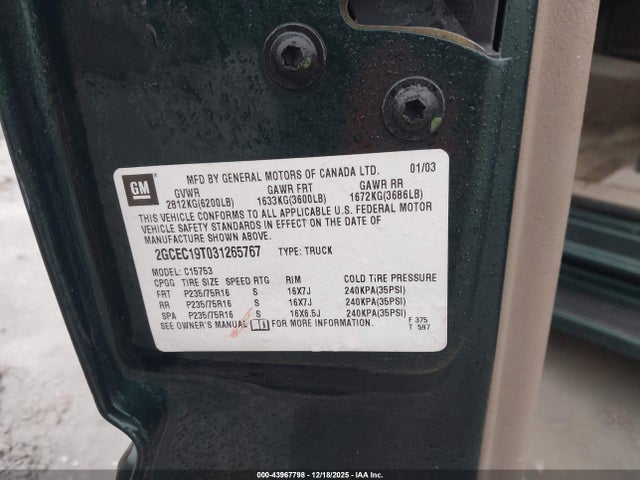 GM
MFD BY GENERAL MOTORS OF CANADA LTD. 01/03
GVWR GAWR FRT GAWR RR
2812KG(6200LB) 1633KG(3600LB) 1672KG(3686LB)
THIS VEHICLE CONFORMS TO ALL APPLICABLE U.S. FEDERAL MOTOR
VEHICLE SAFETY STANDARDS IN EFFECT ON THE DATE OF
MANUFACTURE SHOWN ABOVE.
2GCEC19T031265767 TYPE: TRUCK
MODEL: C15753
CPGG TIRE SIZE SPEED RTG RIM COLD TIRE PRESSURE
FRT P235/75R16 S 16X7J 240KPA(35PSI)
RR P235/75R16 S 16X7J 240KPA(35PSI)
SPA P235/75R16 S 16X6.5J 240KPA(35PSI)
SEE OWNER'S MANUAL FOR MORE INFORMATION. F 375
T 597
000-43967798 - 12/18/2025 - IAA Inc.